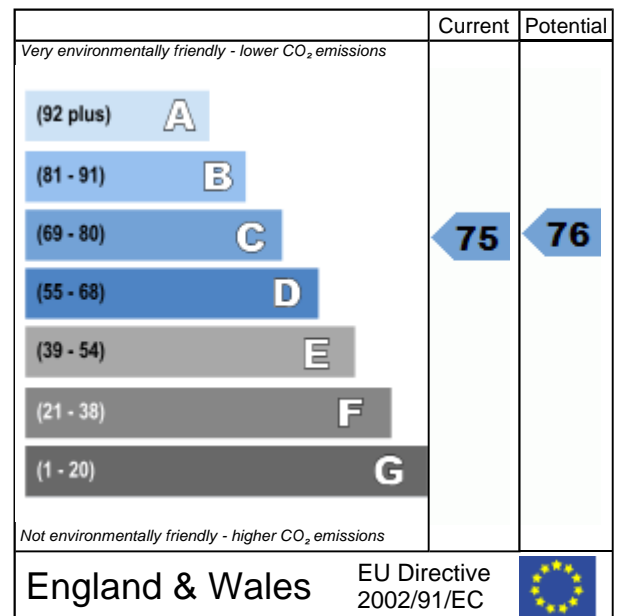 Current Potential
Very environmentally friendly - lower CO₂ emissions
(92 plus) A
(81 - 91) B
(69 - 80) C 75 76
(55 - 68) D
(39 - 54) E
(21 - 38) F
(1 - 20) G
Not environmentally friendly - higher CO₂ emissions
England & Wales
EU Directive
2002/91/EC